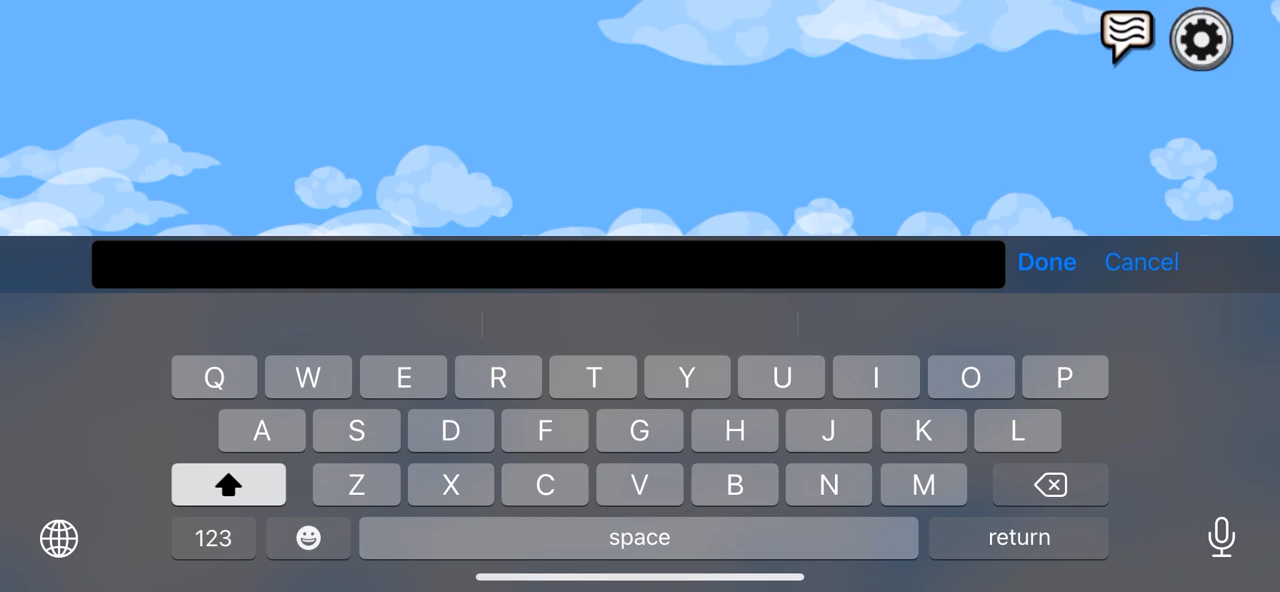 Done Cancel
Q W E R T Y U I O P
A S D F G H J K L
Z X C V B N M
123 space return